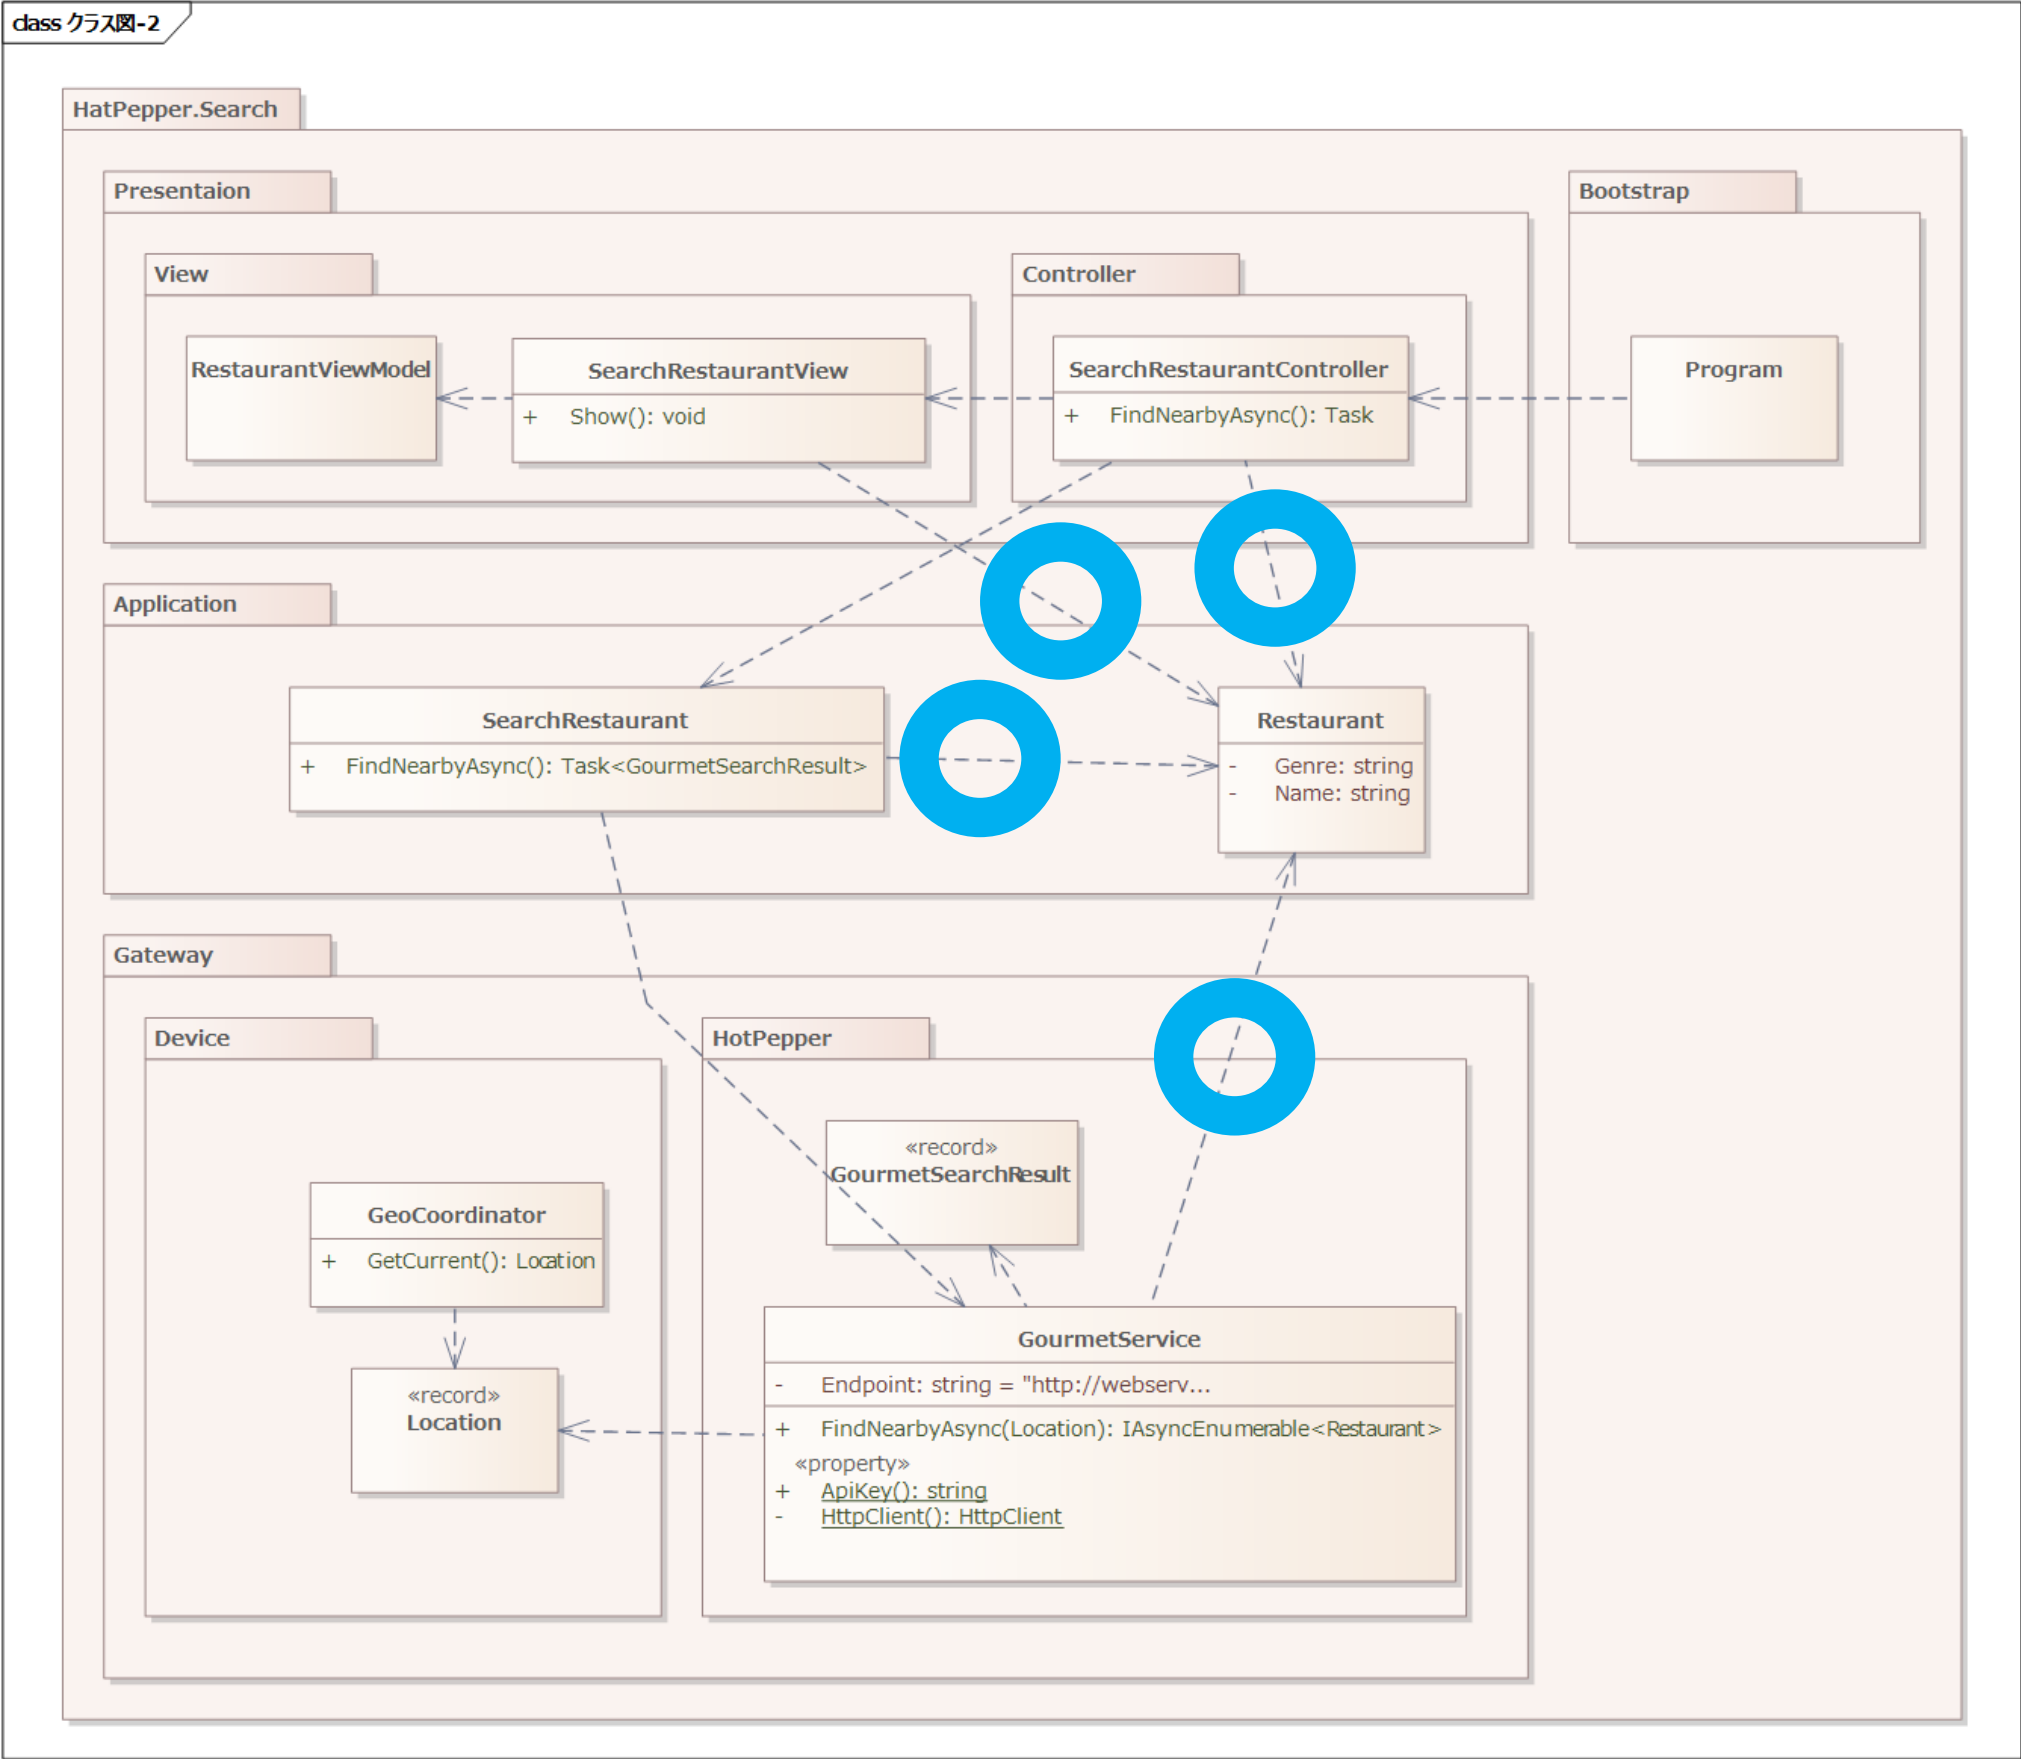 class クラス図-2
HatPepper.Search
Presentaion
Bootstrap
View
Controller
RestaurantViewModel
SearchRestaurantView
+ Show(): void
SearchRestaurantController
+ FindNearbyAsync(): Task
Program
Application
SearchRestaurant
+ FindNearbyAsync(): Task<GourmetSearchResult>
Restaurant
- Genre: string
- Name: string
Gateway
Device
HotPepper
«record»
GourmetSearchResult
GeoCoordinator
+ GetCurrent(): Location
«record»
Location
GourmetService
- Endpoint: string = "http://webserv...
+ FindNearbyAsync(Location): IAsyncEnumerable<Restaurant>
«property»
+ ApiKey(): string
- HttpClient(): HttpClient